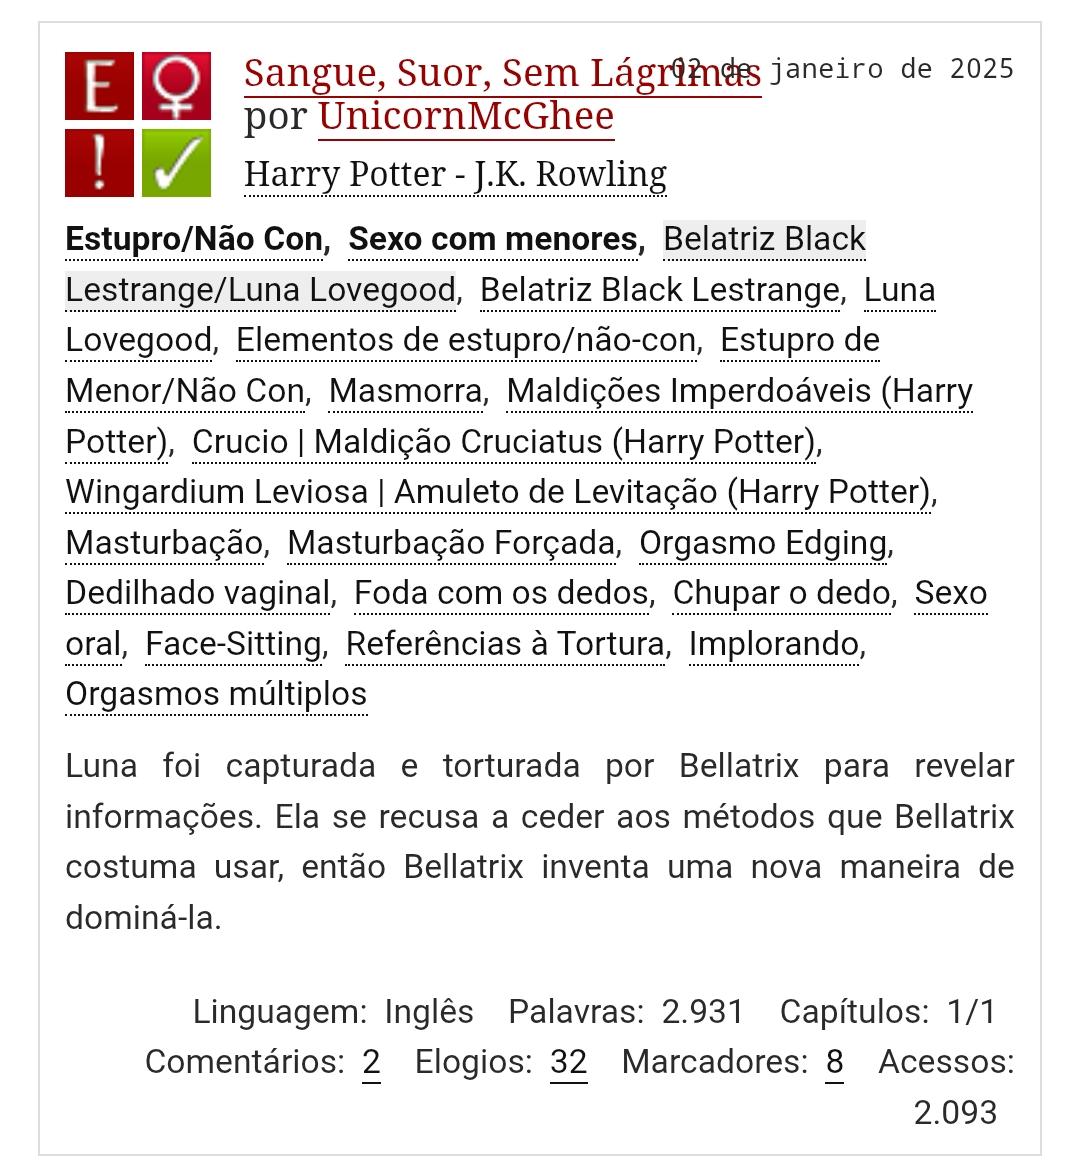 E
! ✓
Sangue, Suor, Sem Lágrimas
02 de janeiro de 2025
por UnicornMcGhee
Harry Potter - J.K. Rowling
Estupro/Não Con, Sexo com menores, Belatriz Black
Lestrange/Luna Lovegood, Belatriz Black Lestrange, Luna
Lovegood, Elementos de estupro/não-con, Estupro de
Menor/Não Con, Masmorra, Maldições Imperdoáveis (Harry
Potter), Crucio | Maldição Cruciatus (Harry Potter),
Wingardium Leviosa | Amuleto de Levitação (Harry Potter),
Masturbação, Masturbação Forçada, Orgasmo Edging,
Dedilhado vaginal, Foda com os dedos, Chupar o dedo, Sexo
oral, Face-Sitting, Referências à Tortura, Implorando,
Orgasmos múltiplos
Luna foi capturada e torturada por Bellatrix para revelar
informações. Ela se recusa a ceder aos métodos que Bellatrix
costuma usar, então Bellatrix inventa uma nova maneira de
dominá-la.
Linguagem: Inglês Palavras: 2.931 Capítulos: 1/1
Comentários: 2 Elogios: 32 Marcadores: 8 Acessos:
2.093